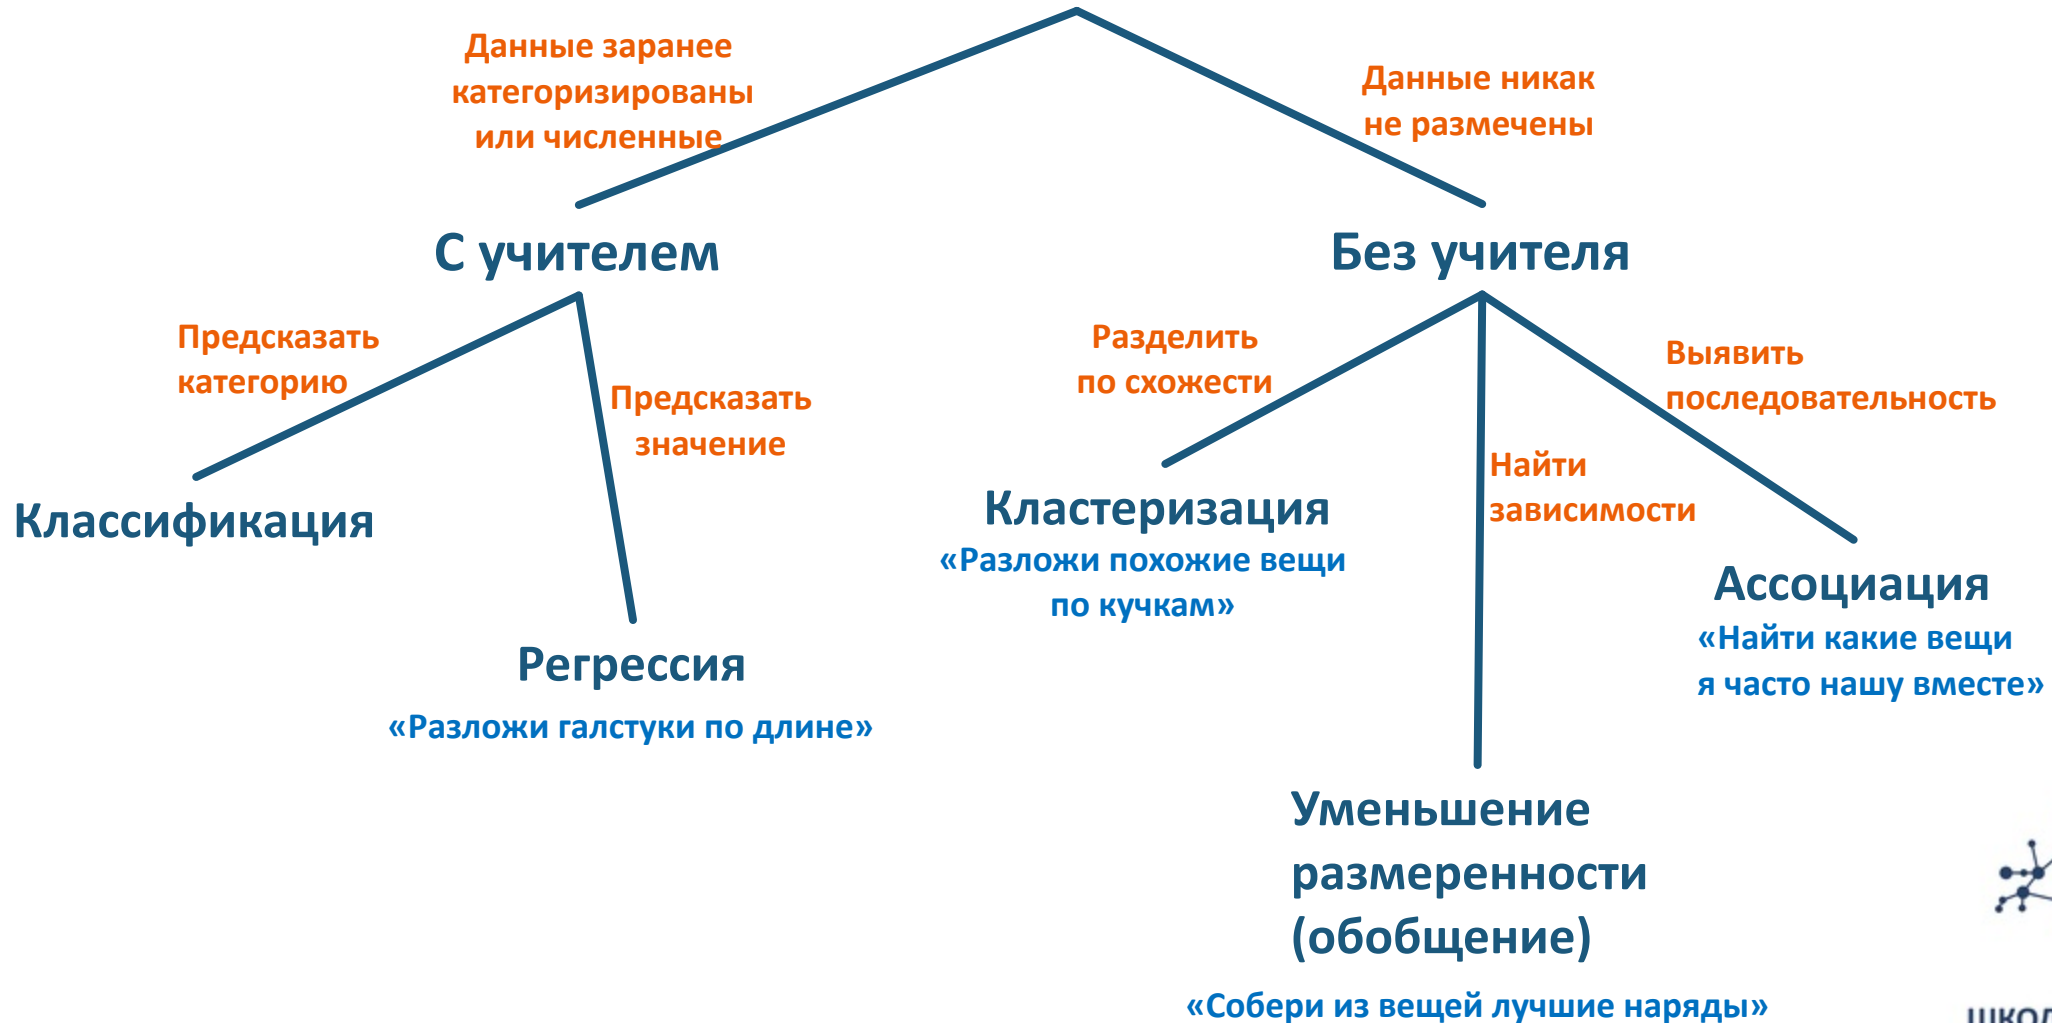 Данные заранее
категоризированы
или численные
Данные никак
не размечены
С учителем
Без учителя
Предсказать
категорию
Предсказать
значение
Разделить
по схожести
Найти
зависимости
Выявить
последовательность
Классификация
Регрессия
«Разложи галстуки по длине»
Кластеризация
«Разложи похожие вещи
по кучкам»
Ассоциация
«Найти какие вещи
я часто нашу вместе»
Уменьшение
размеренности
(обобщение)
«Собери из вещей лучшие наряды»